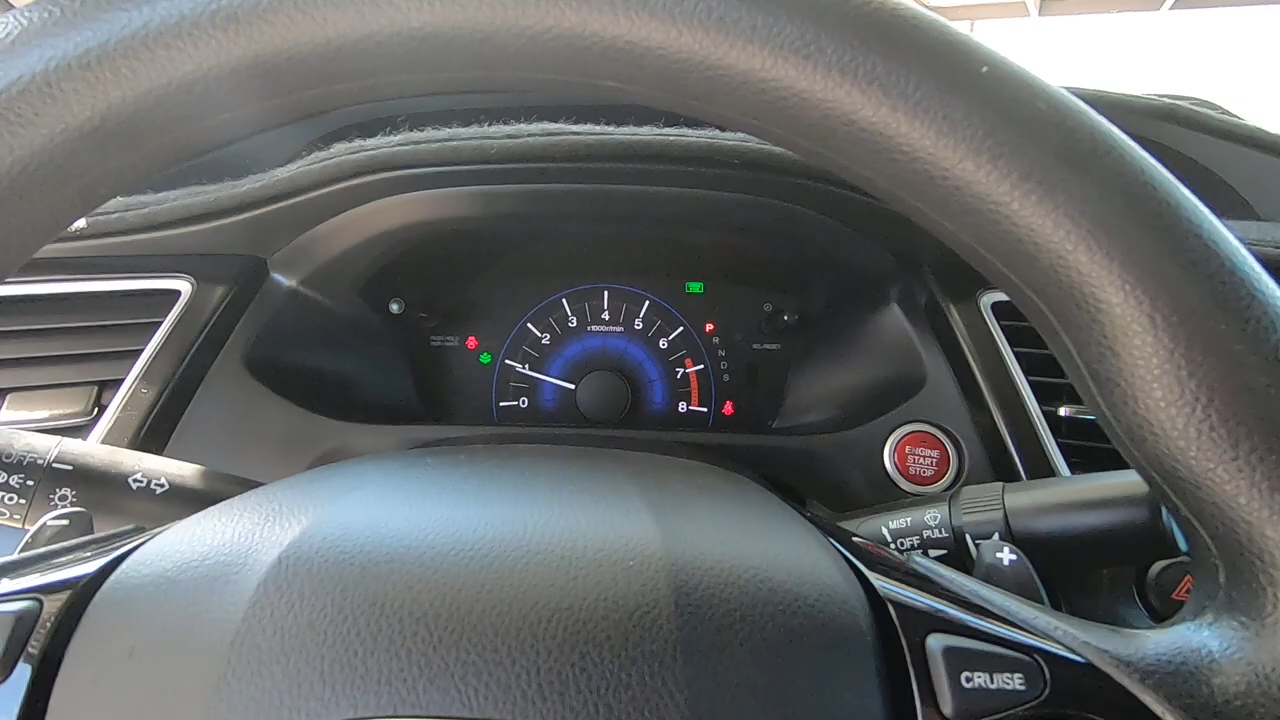 4
3
5
x1000r/min
2
6
P
R
1
7
N
D
S
0
8
ENGINE
START
STOP
OFF
MIST
PULL
OFF
+
CRUISE